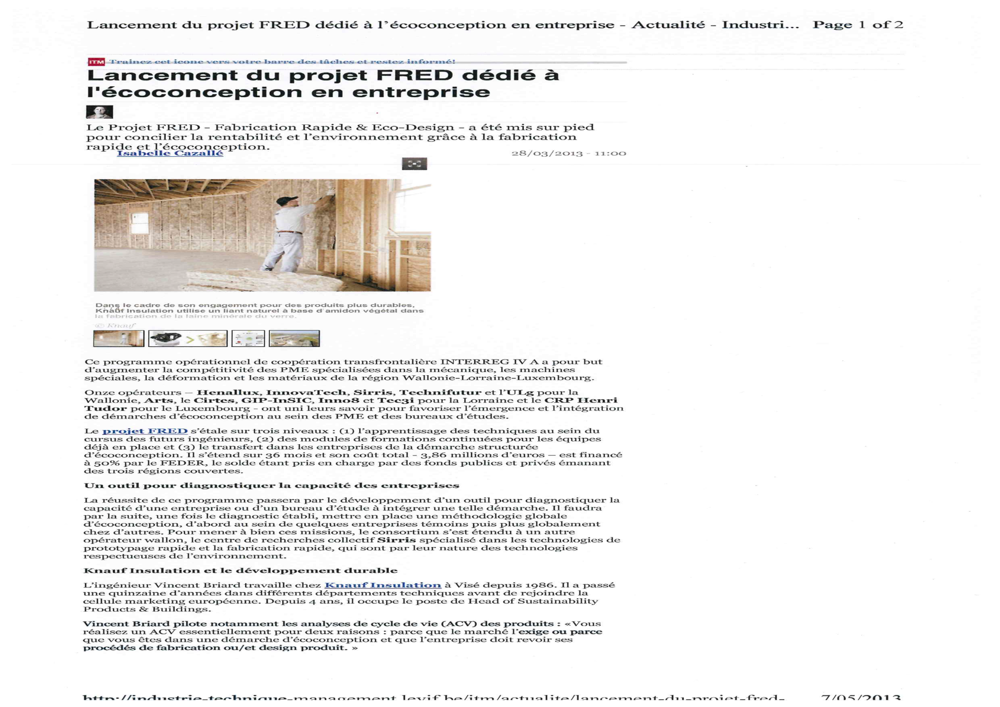 Lancement du projet FRED dédié à l'écoconception en entreprise - Actualité - Industri... Page 1 of 2
ITM Trainez cet icone vers votre barre des tâches et restez informé!
Lancement du projet FRED dédié à
l'écoconception en entreprise
Le Projet FRED - Fabrication Rapide & Eco-Design - a été mis sur pied
pour concilier la rentabilité et l'environnement grâce à la fabrication
rapide et l'écoconception.
Isabelle Cazallé 28/03/2013 - 11:00
Dans le cadre de son engagement pour des produits plus durables,
Knauf Insulation utilise un liant naturel à base d'amidon végétal dans
la fabrication de la laine minérale du verre.
© Knauf
Ce programme opérationnel de coopération transfrontalière INTERREG IV A a pour but
d'augmenter la compétitivité des PME spécialisées dans la mécanique, les machines
spéciales, la déformation et les matériaux de la région Wallonie-Lorraine-Luxembourg.
Onze opérateurs – Henallux, InnovaTech, Sirris, Technifutur et l'ULg pour la
Wallonie, Arts, le Cirtes, GIP-InSIC, Inno8 et Tec3i pour la Lorraine et le CRP Henri
Tudor pour le Luxembourg - ont uni leurs savoir pour favoriser l'émergence et l'intégration
de démarches d'écoconception au sein des PME et des bureaux d'études.
Le projet FRED s'étale sur trois niveaux : (1) l'apprentissage des techniques au sein du
cursus des futurs ingénieurs, (2) des modules de formations continuées pour les équipes
déjà en place et (3) le transfert dans les entreprises de la démarche structurée
d'écoconception. Il s'étend sur 36 mois et son coût total - 3,86 millions d'euros – est financé
à 50% par le FEDER, le solde étant pris en charge par des fonds publics et privés émanant
des trois régions couvertes.
Un outil pour diagnostiquer la capacité des entreprises
La réussite de ce programme passera par le développement d'un outil pour diagnostiquer la
capacité d'une entreprise ou d'un bureau d'étude à intégrer une telle démarche. Il faudra
par la suite, une fois le diagnostic établi, mettre en place une méthodologie globale
d'écoconception, d'abord au sein de quelques entreprises témoins puis plus globalement
chez d'autres. Pour mener à bien ces missions, le consortium s'est étendu à un autre
opérateur wallon, le centre de recherches collectif Sirris spécialisé dans les technologies de
prototypage rapide et la fabrication rapide, qui sont par leur nature des technologies
respectueuses de l'environnement.
Knauf Insulation et le développement durable
L'ingénieur Vincent Briard travaille chez Knauf Insulation à Visé depuis 1986. Il a passé
une quinzaine d'années dans différents départements techniques avant de rejoindre la
cellule marketing européenne. Depuis 4 ans, il occupe le poste de Head of Sustainability
Products & Buildings.
Vincent Briard pilote notamment les analyses de cycle de vie (ACV) des produits : «Vous
réalisez un ACV essentiellement pour deux raisons : parce que le marché l'exige ou parce
que vous êtes dans une démarche d'écoconception et que l'entreprise doit revoir ses
procédés de fabrication ou/et design produit. »
http://industrie-technique-management.levif.be/itm/actualite/lancement-du-projet-fred- 7/05/2013